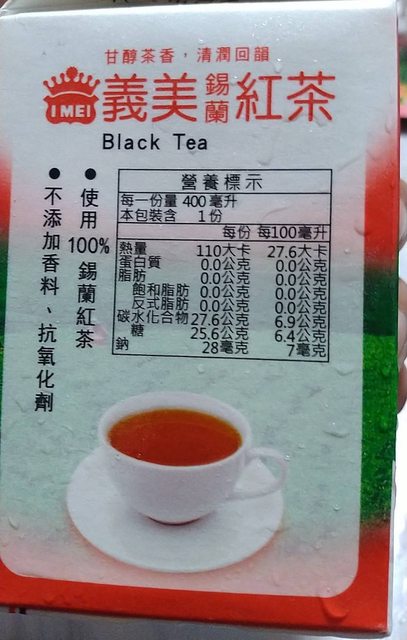 甘醇茶香，清潤回韻
I MEI 義美錫蘭紅茶
Black Tea
●使用100%錫蘭紅茶
●不添加香料、抗氧化劑
營養標示
每一份量 400毫升
本包裝含 1份
每份 每100毫升
熱量 110大卡 27.6大卡
蛋白質 0.0公克 0.0公克
脂肪 0.0公克 0.0公克
飽和脂肪 0.0公克 0.0公克
反式脂肪 0.0公克 0.0公克
碳水化合物 27.6公克 6.9公克
糖 25.6公克 6.4公克
鈉 28毫克 7毫克